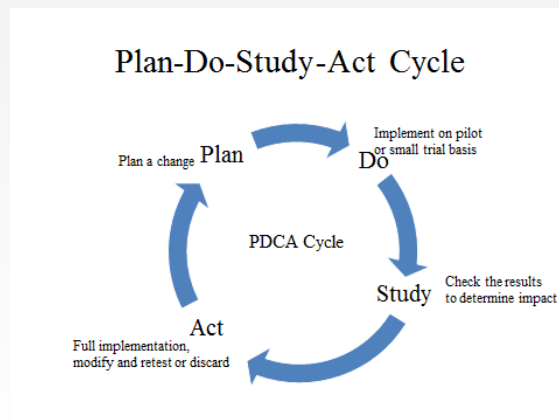 Plan-Do-Study-Act Cycle
Plan a change
Plan
Implement on pilot
or small trial basis
Do
PDCA Cycle
Study
Check the results
to determine impact
Act
Full implementation,
modify and retest or discard